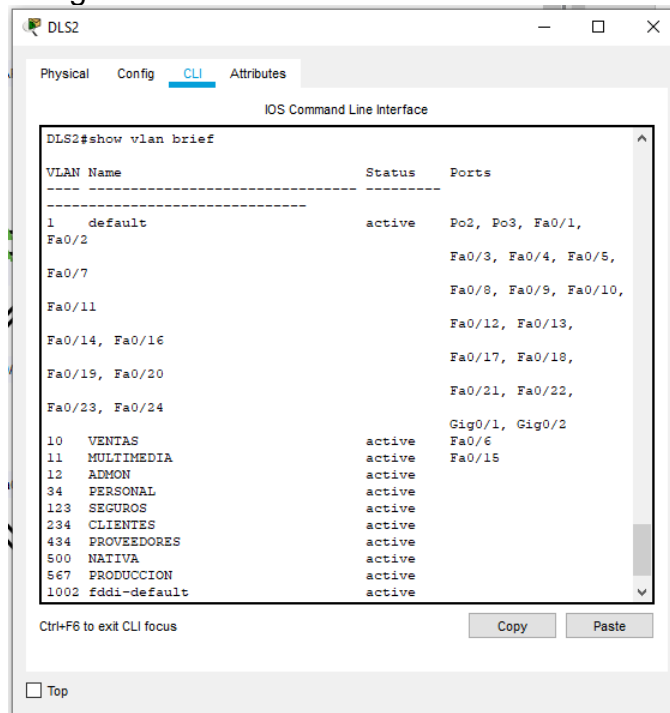 DLS2
Physical Config CLI Attributes
IOS Command Line Interface
DLS2#show vlan brief
VLAN Name Status Ports
---- -------------------------------- ---------
-------------------------------
1 default active Po2, Po3, Fa0/1,
Fa0/2
Fa0/3, Fa0/4, Fa0/5,
Fa0/7
Fa0/8, Fa0/9, Fa0/10,
Fa0/11
Fa0/12, Fa0/13,
Fa0/14, Fa0/16
Fa0/17, Fa0/18,
Fa0/19, Fa0/20
Fa0/21, Fa0/22,
Fa0/23, Fa0/24
Gig0/1, Gig0/2
10 VENTAS active Fa0/6
11 MULTIMEDIA active Fa0/15
12 ADMON active
34 PERSONAL active
123 SEGUROS active
234 CLIENTES active
434 PROVEEDORES active
500 NATIVA active
567 PRODUCCION active
1002 fddi-default active
Ctrl+F6 to exit CLI focus
Copy Paste
Top